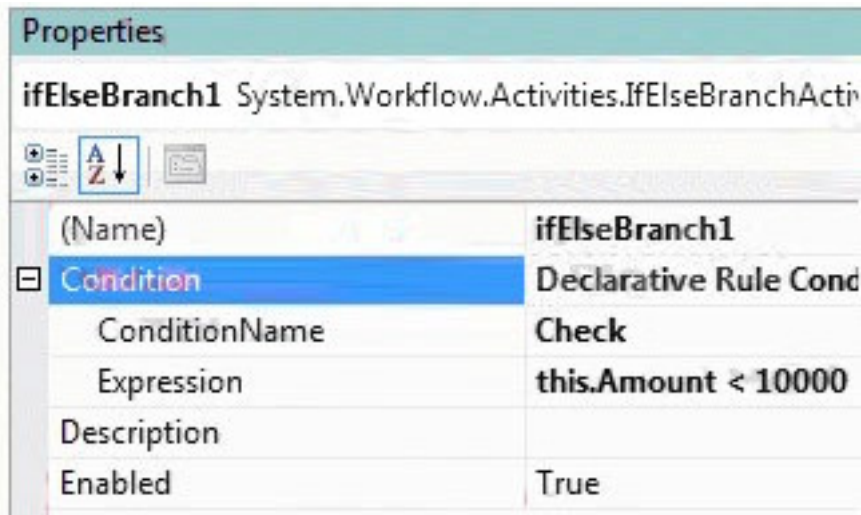 Properties
ifElseBranch1 System.Workflow.Activities.IfElseBranchActiv
A
Z
(Name) ifElseBranch1
Condition Declarative Rule Cond
ConditionName Check
Expression this.Amount < 10000
Description
Enabled True